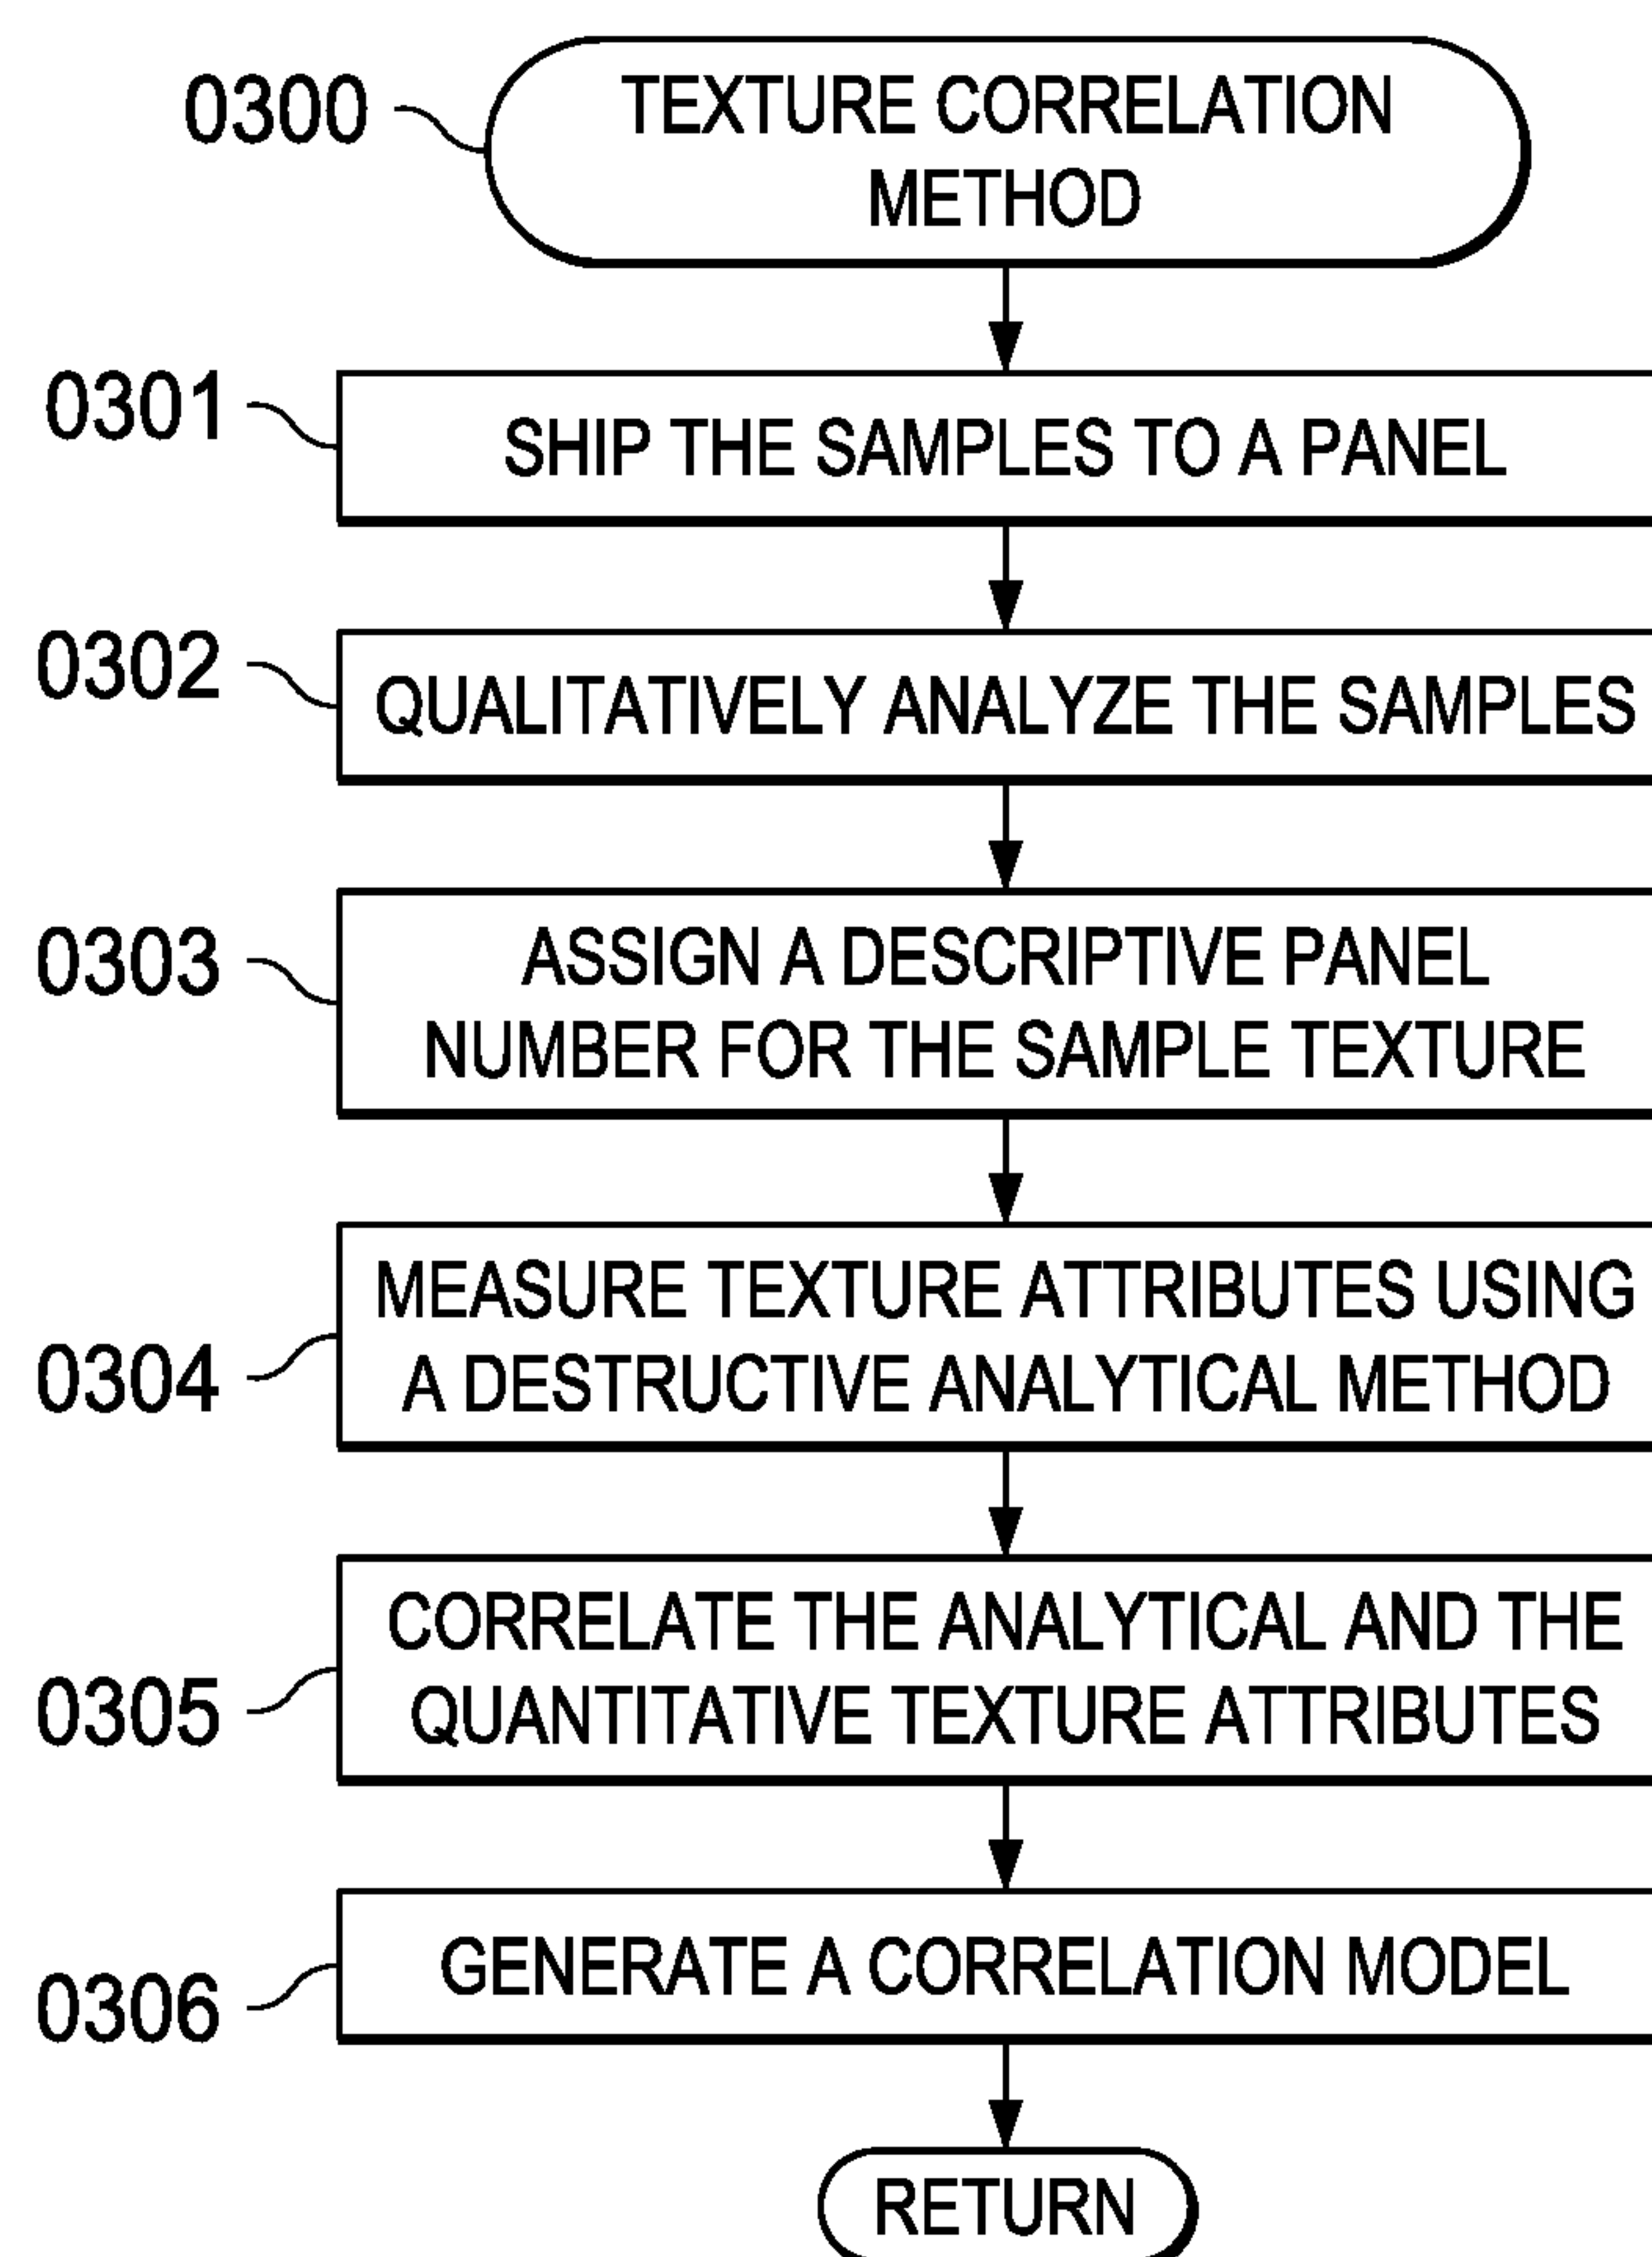 0300
TEXTURE CORRELATION
METHOD
0301
SHIP THE SAMPLES TO A PANEL
0302
QUALITATIVELY ANALYZE THE SAMPLES
0303
ASSIGN A DESCRIPTIVE PANEL
NUMBER FOR THE SAMPLE TEXTURE
0304
MEASURE TEXTURE ATTRIBUTES USING
A DESTRUCTIVE ANALYTICAL METHOD
0305
CORRELATE THE ANALYTICAL AND THE
QUANTITATIVE TEXTURE ATTRIBUTES
0306
GENERATE A CORRELATION MODEL
RETURN